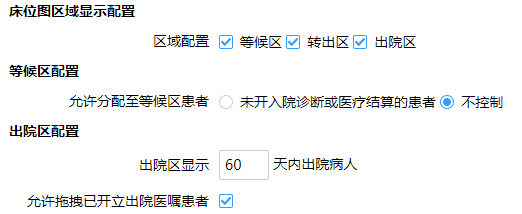 床位图区域显示配置
区域配置 等候区 转出区 出院区
等候区配置
允许分配至等候区患者 未开入院诊断或医疗结算的患者 不控制
出院区配置
出院区显示 60 天内出院病人
允许拖拽已开立出院医嘱患者